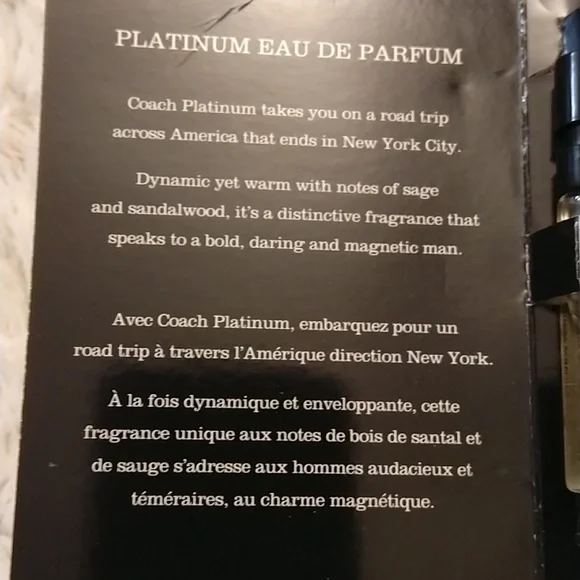 PLATINUM EAU DE PARFUM
Coach Platinum takes you on a road trip
across America that ends in New York City.
Dynamic yet warm with notes of sage
and sandalwood, it's a distinctive fragrance that
speaks to a bold, daring and magnetic man.
Avec Coach Platinum, embarquez pour un
road trip à travers l'Amérique direction New York.
À la fois dynamique et enveloppante, cette
fragrance unique aux notes de bois de santal et
de sauge s'adresse aux hommes audacieux et
téméraires, au charme magnétique.